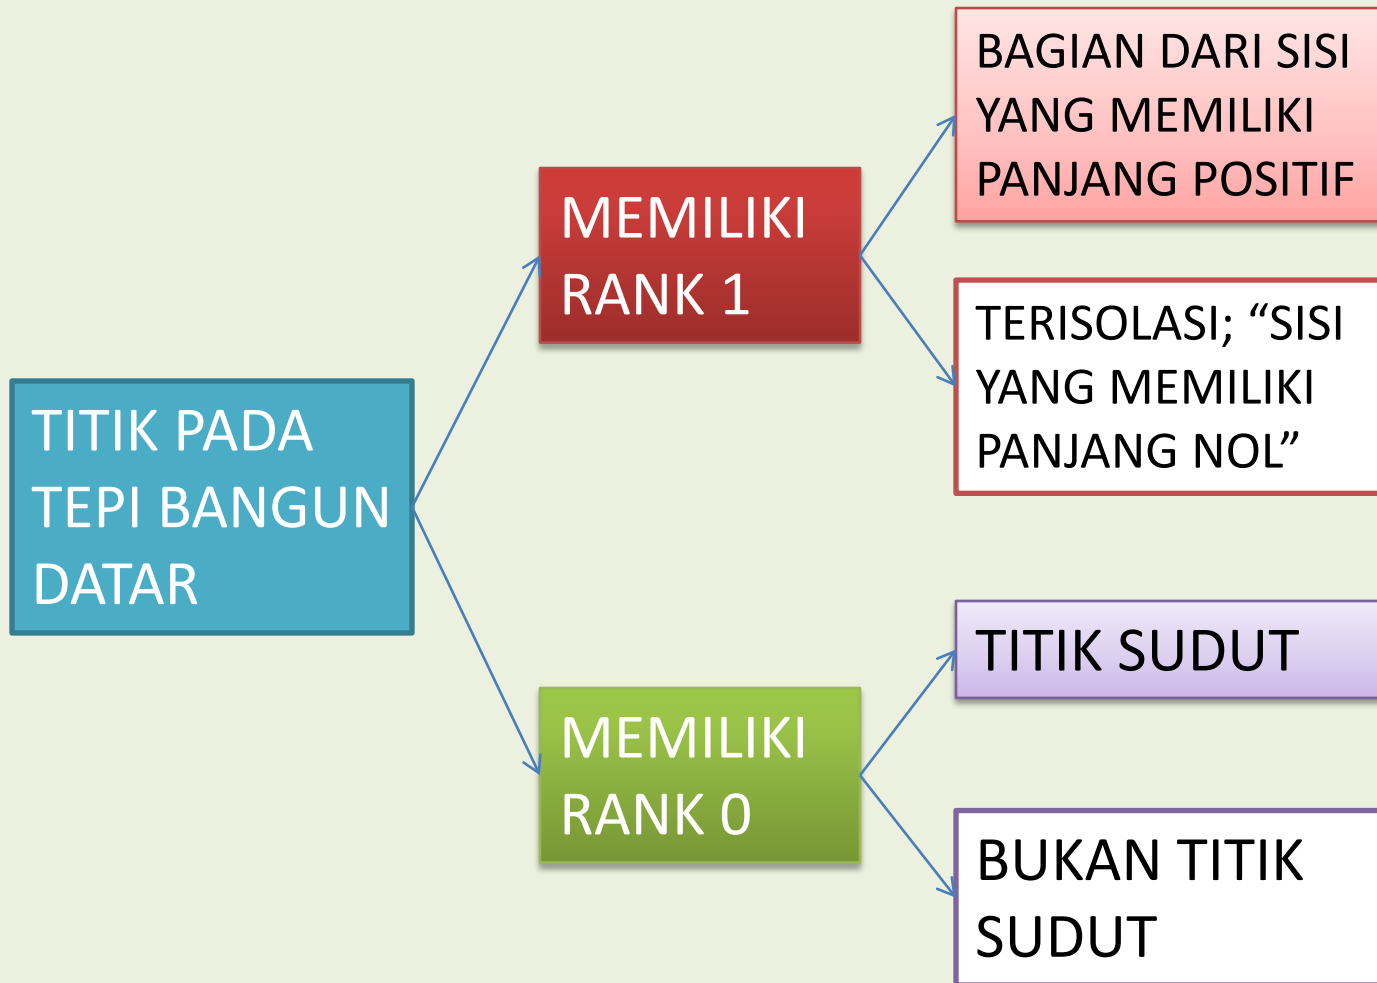 TITIK PADA
TEPI BANGUN
DATAR
MEMILIKI
RANK 1
BAGIAN DARI SISI
YANG MEMILIKI
PANJANG POSITIF
TERISOLASI; “SISI
YANG MEMILIKI
PANJANG NOL”
MEMILIKI
RANK 0
TITIK SUDUT
BUKAN TITIK
SUDUT